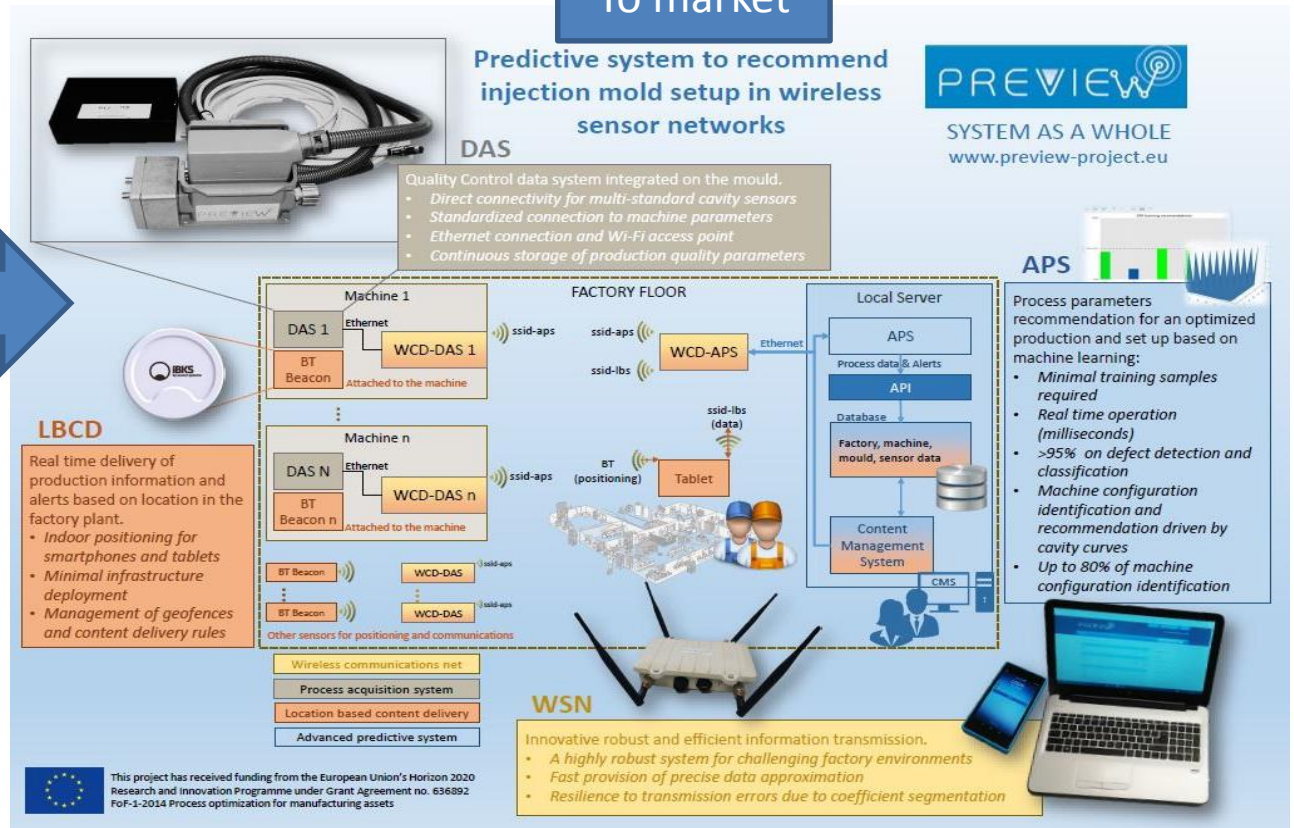 To market
Predictive system to recommend
injection mold setup in wireless
sensor networks
PREVIEW
SYSTEM AS A WHOLE
www.preview-project.eu
PREVIEW
DAS
Quality Control data system integrated on the mould.
• Direct connectivity for multi-standard cavity sensors
• Standardized connection to machine parameters
• Ethernet connection and Wi-Fi access point
• Continuous storage of production quality parameters
APS
Process parameters
recommendation for an optimized
production and set up based on
machine learning:
• Minimal training samples
required
• Real time operation
(milliseconds)
• >95% on defect detection and
classification
• Machine configuration
identification and
recommendation driven by
cavity curves
• Up to 80% of machine
configuration identification
iBKS
LBCD
Real time delivery of
production information and
alerts based on location in the
factory plant.
• Indoor positioning for
smartphones and tablets
• Minimal infrastructure
deployment
• Management of geofences
and content delivery rules
FACTORY FLOOR
Machine 1
DAS 1
Ethernet
WCD-DAS 1
BT
Beacon
Attached to the machine
ssid-aps
Machine n
DAS N
Ethernet
WCD-DAS n
BT
Beacon n
Attached to the machine
ssid-aps
BT Beacon
WCD-DAS
ssid-aps
BT Beacon
WCD-DAS
ssid-aps
Other sensors for positioning and communications
ssid-aps
ssid-lbs
WCD-APS
Ethernet
ssid-lbs
(data)
BT
(positioning)
Tablet
Local Server
APS
Process data & Alerts
API
Database
Factory, machine,
mould, sensor data
Content
Management
System
CMS
Wireless communications net
Process acquisition system
Location based content delivery
Advanced predictive system
WSN
Innovative robust and efficient information transmission.
• A highly robust system for challenging factory environments
• Fast provision of precise data approximation
• Resilience to transmission errors due to coefficient segmentation
This project has received funding from the European Union's Horizon 2020
Research and Innovation Programme under Grant Agreement no. 636892
FoF-1-2014 Process optimization for manufacturing assets